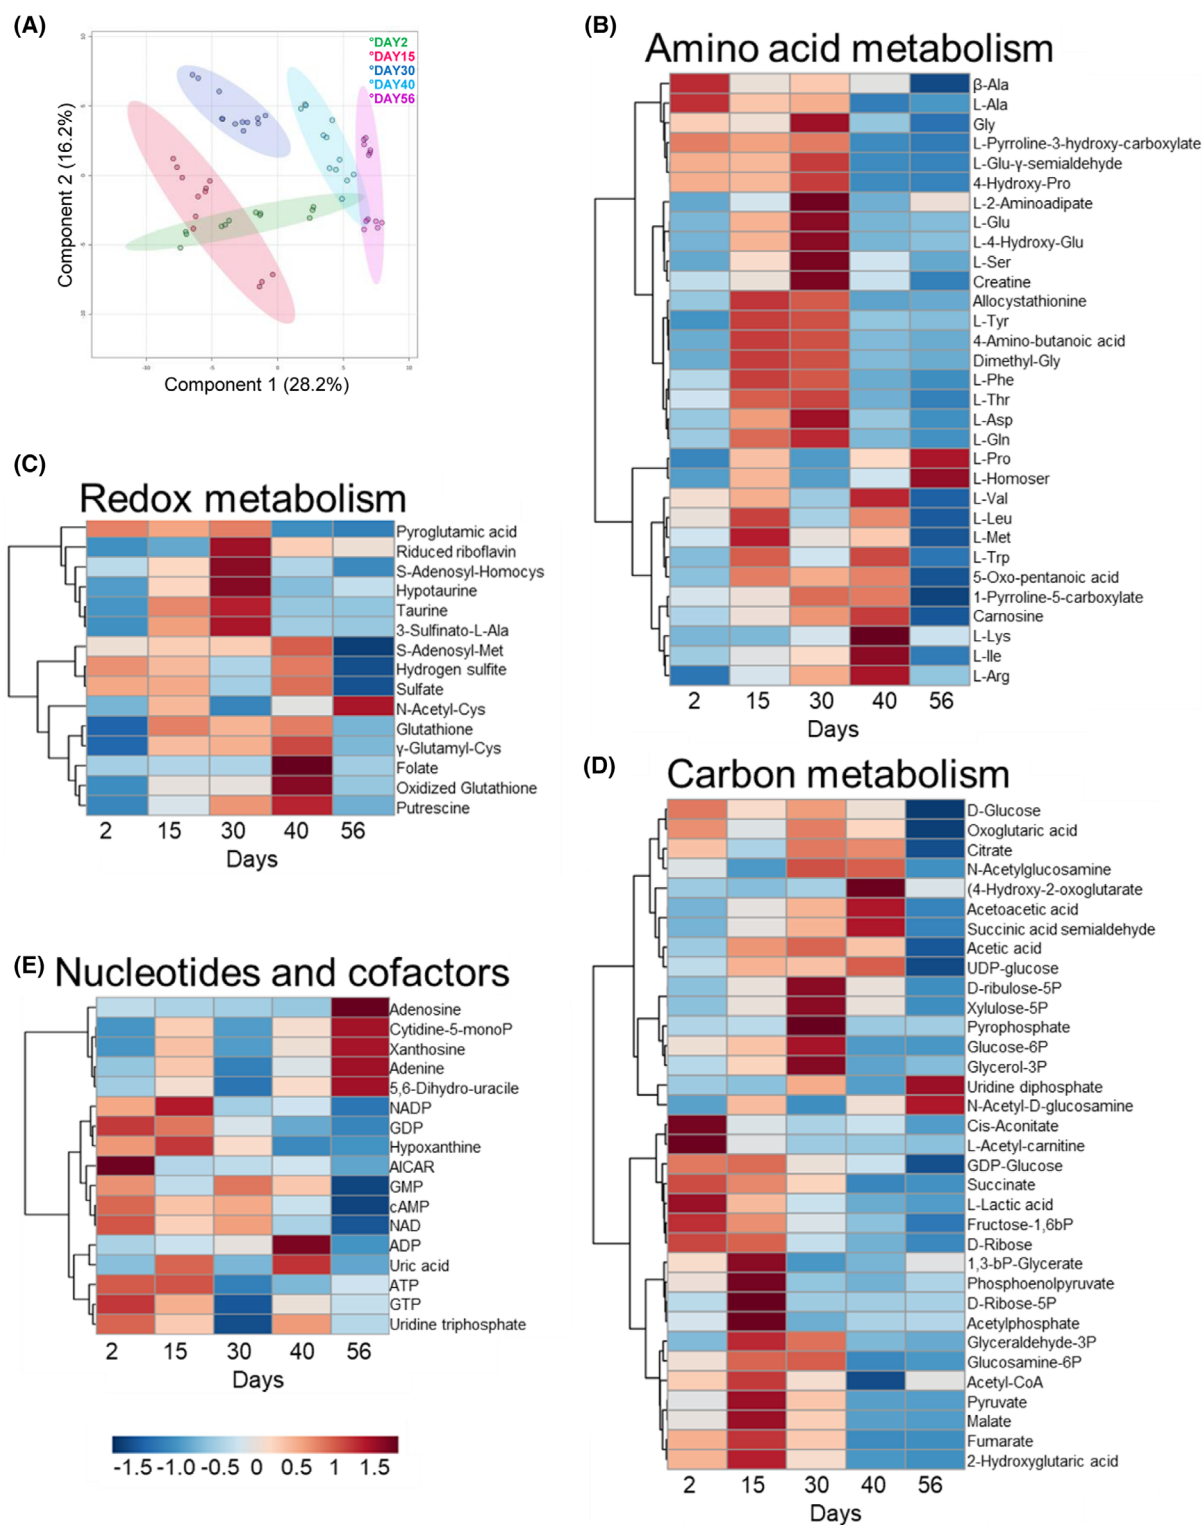 (A)
°DAY2
°DAY15
°DAY30
°DAY40
°DAY56
Component 2 (16.2%)
-10
-5
0
5
10
Component 1 (28.2%)
(B)
Amino acid metabolism
β-Ala
L-Ala
Gly
L-Pyrroline-3-hydroxy-carboxylate
L-Glu-γ-semialdehyde
4-Hydroxy-Pro
L-2-Aminoadipate
L-Glu
L-4-Hydroxy-Glu
L-Ser
Creatine
Allocystathionine
L-Tyr
4-Amino-butanoic acid
Dimethyl-Gly
L-Phe
L-Thr
L-Asp
L-Gln
L-Pro
L-Homoser
L-Val
L-Leu
L-Met
L-Trp
5-Oxo-pentanoic acid
1-Pyrroline-5-carboxylate
Carnosine
L-Lys
L-Ile
L-Arg
2 15 30 40 56
Days
(C)
Redox metabolism
Pyroglutamic acid
Riduced riboflavin
S-Adenosyl-Homocys
Hypotaurine
Taurine
3-Sulfinato-L-Ala
S-Adenosyl-Met
Hydrogen sulfite
Sulfate
N-Acetyl-Cys
Glutathione
γ-Glutamyl-Cys
Folate
Oxidized Glutathione
Putrescine
2 15 30 40 56
Days
(D)
Carbon metabolism
D-Glucose
Oxoglutaric acid
Citrate
N-Acetylglucosamine
(4-Hydroxy-2-oxoglutarate
Acetoacetic acid
Succinic acid semialdehyde
Acetic acid
UDP-glucose
D-ribulose-5P
Xylulose-5P
Pyrophosphate
Glucose-6P
Glycerol-3P
Uridine diphosphate
N-Acetyl-D-glucosamine
Cis-Aconitate
L-Acetyl-carnitine
GDP-Glucose
Succinate
L-Lactic acid
Fructose-1,6bP
D-Ribose
1,3-bP-Glycerate
Phosphoenolpyruvate
D-Ribose-5P
Acetylphosphate
Glyceraldehyde-3P
Glucosamine-6P
Acetyl-CoA
Pyruvate
Malate
Fumarate
2-Hydroxyglutaric acid
2 15 30 40 56
Days
(E)
Nucleotides and cofactors
Adenosine
Cytidine-5-monoP
Xanthosine
Adenine
5,6-Dihydro-uracile
NADP
GDP
Hypoxanthine
AICAR
GMP
cAMP
NAD
ADP
Uric acid
ATP
GTP
Uridine triphosphate
2 15 30 40 56
Days
-1.5 -1.0 -0.5 0 0.5 1 1.5